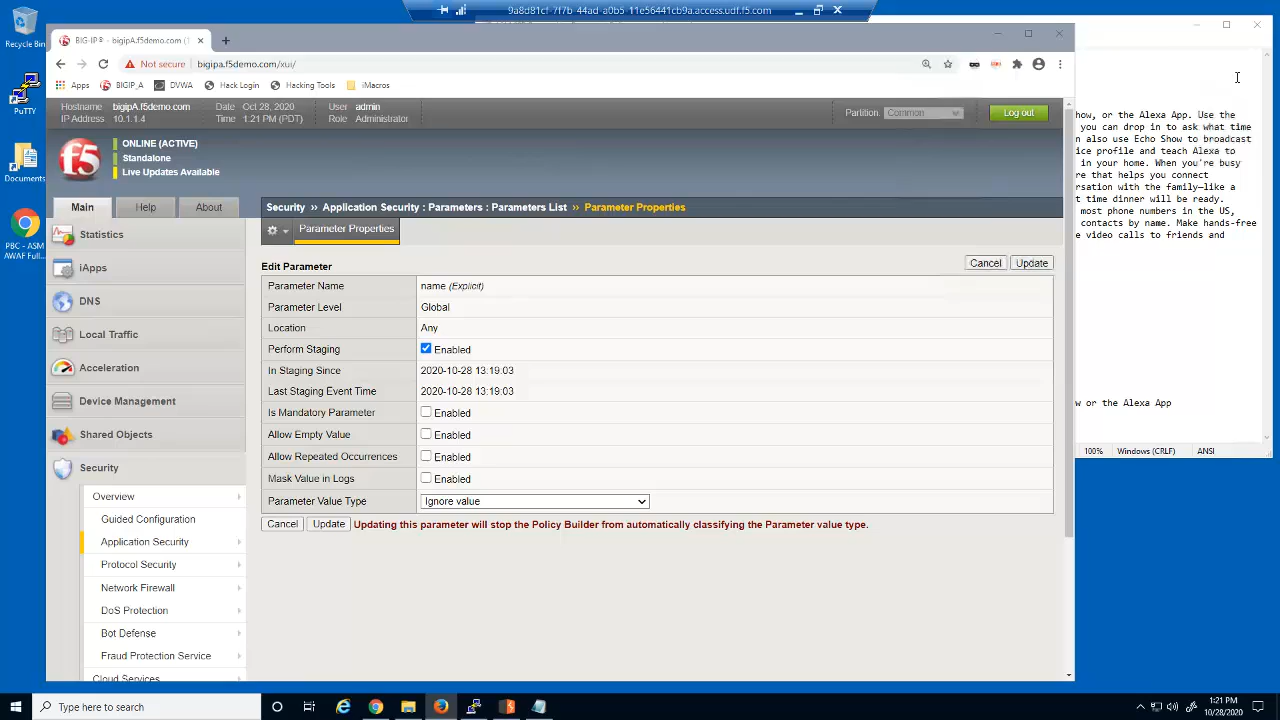 9a8d81cf-7f7b-44ad-a0b5-11e56441cb9a.access.udf.f5.com
Recycle Bin
PuTTY
Documents
PBC - ASM
AWAF Full...
BIG-IP® - bigipA.f5demo.com (1
Not secure
bigipa.f5demo.com/xui/
Apps
BIGIP_A
DVWA
Hack Login
Hacking Tools
iMacros
Hostname bigipA.f5demo.com Date Oct 28, 2020 User admin
IP Address 10.1.1.4 Time 1:21 PM (PDT) Role Administrator
Partition: Common
Log out
f5
ONLINE (ACTIVE)
Standalone
Live Updates Available
Main Help About
Security ›› Application Security : Parameters : Parameters List ›› Parameter Properties
Parameter Properties
Statistics
iApps
DNS
Local Traffic
Acceleration
Device Management
Shared Objects
Security
Overview
Guided Configuration
Application Security
Protocol Security
Network Firewall
DoS Protection
Bot Defense
Fraud Protection Service
Cloud Services
Edit Parameter
Cancel Update
Parameter Name name (Explicit)
Parameter Level Global
Location Any
Perform Staging Enabled
In Staging Since 2020-10-28 13:19:03
Last Staging Event Time 2020-10-28 13:19:03
Is Mandatory Parameter Enabled
Allow Empty Value Enabled
Allow Repeated Occurrences Enabled
Mask Value in Logs Enabled
Parameter Value Type Ignore value
Cancel Update Updating this parameter will stop the Policy Builder from automatically classifying the Parameter value type.
how, or the Alexa App. Use the
you can drop in to ask what time
n also use Echo Show to broadcast
ice profile and teach Alexa to
in your home. When you're busy
re that helps you connect
rsation with the family—like a
t time dinner will be ready.
most phone numbers in the US,
contacts by name. Make hands-free
e video calls to friends and
w or the Alexa App
100% Windows (CRLF) ANSI
Type here to search
1:21 PM
10/28/2020